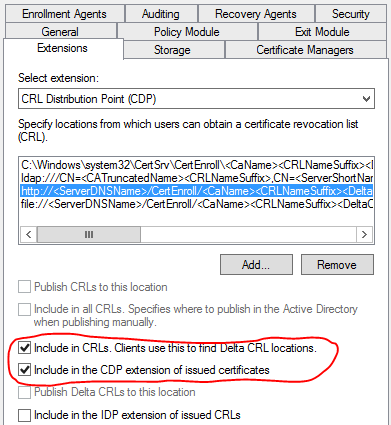 Enrollment Agents Auditing Recovery Agents Security
General Policy Module Exit Module
Extensions Storage Certificate Managers
Select extension:
CRL Distribution Point (CDP)
Specify locations from which users can obtain a certificate revocation list
(CRL).
C:\Windows\system32\CertSrv\CertEnroll\<CaName><CRLNameSuffix><D
ldap:///CN=<CATruncatedName><CRLNameSuffix>,CN=<ServerShortNam
http://<ServerDNSName>/CertEnroll/<CaName><CRLNameSuffix><DeltaC
file://<ServerDNSName>/CertEnroll/<CaName><CRLNameSuffix><DeltaC
Add... Remove
Publish CRLs to this location
Include in all CRLs. Specifies where to publish in the Active Directory
when publishing manually.
Include in CRLs. Clients use this to find Delta CRL locations.
Include in the CDP extension of issued certificates
Publish Delta CRLs to this location
Include in the IDP extension of issued CRLs